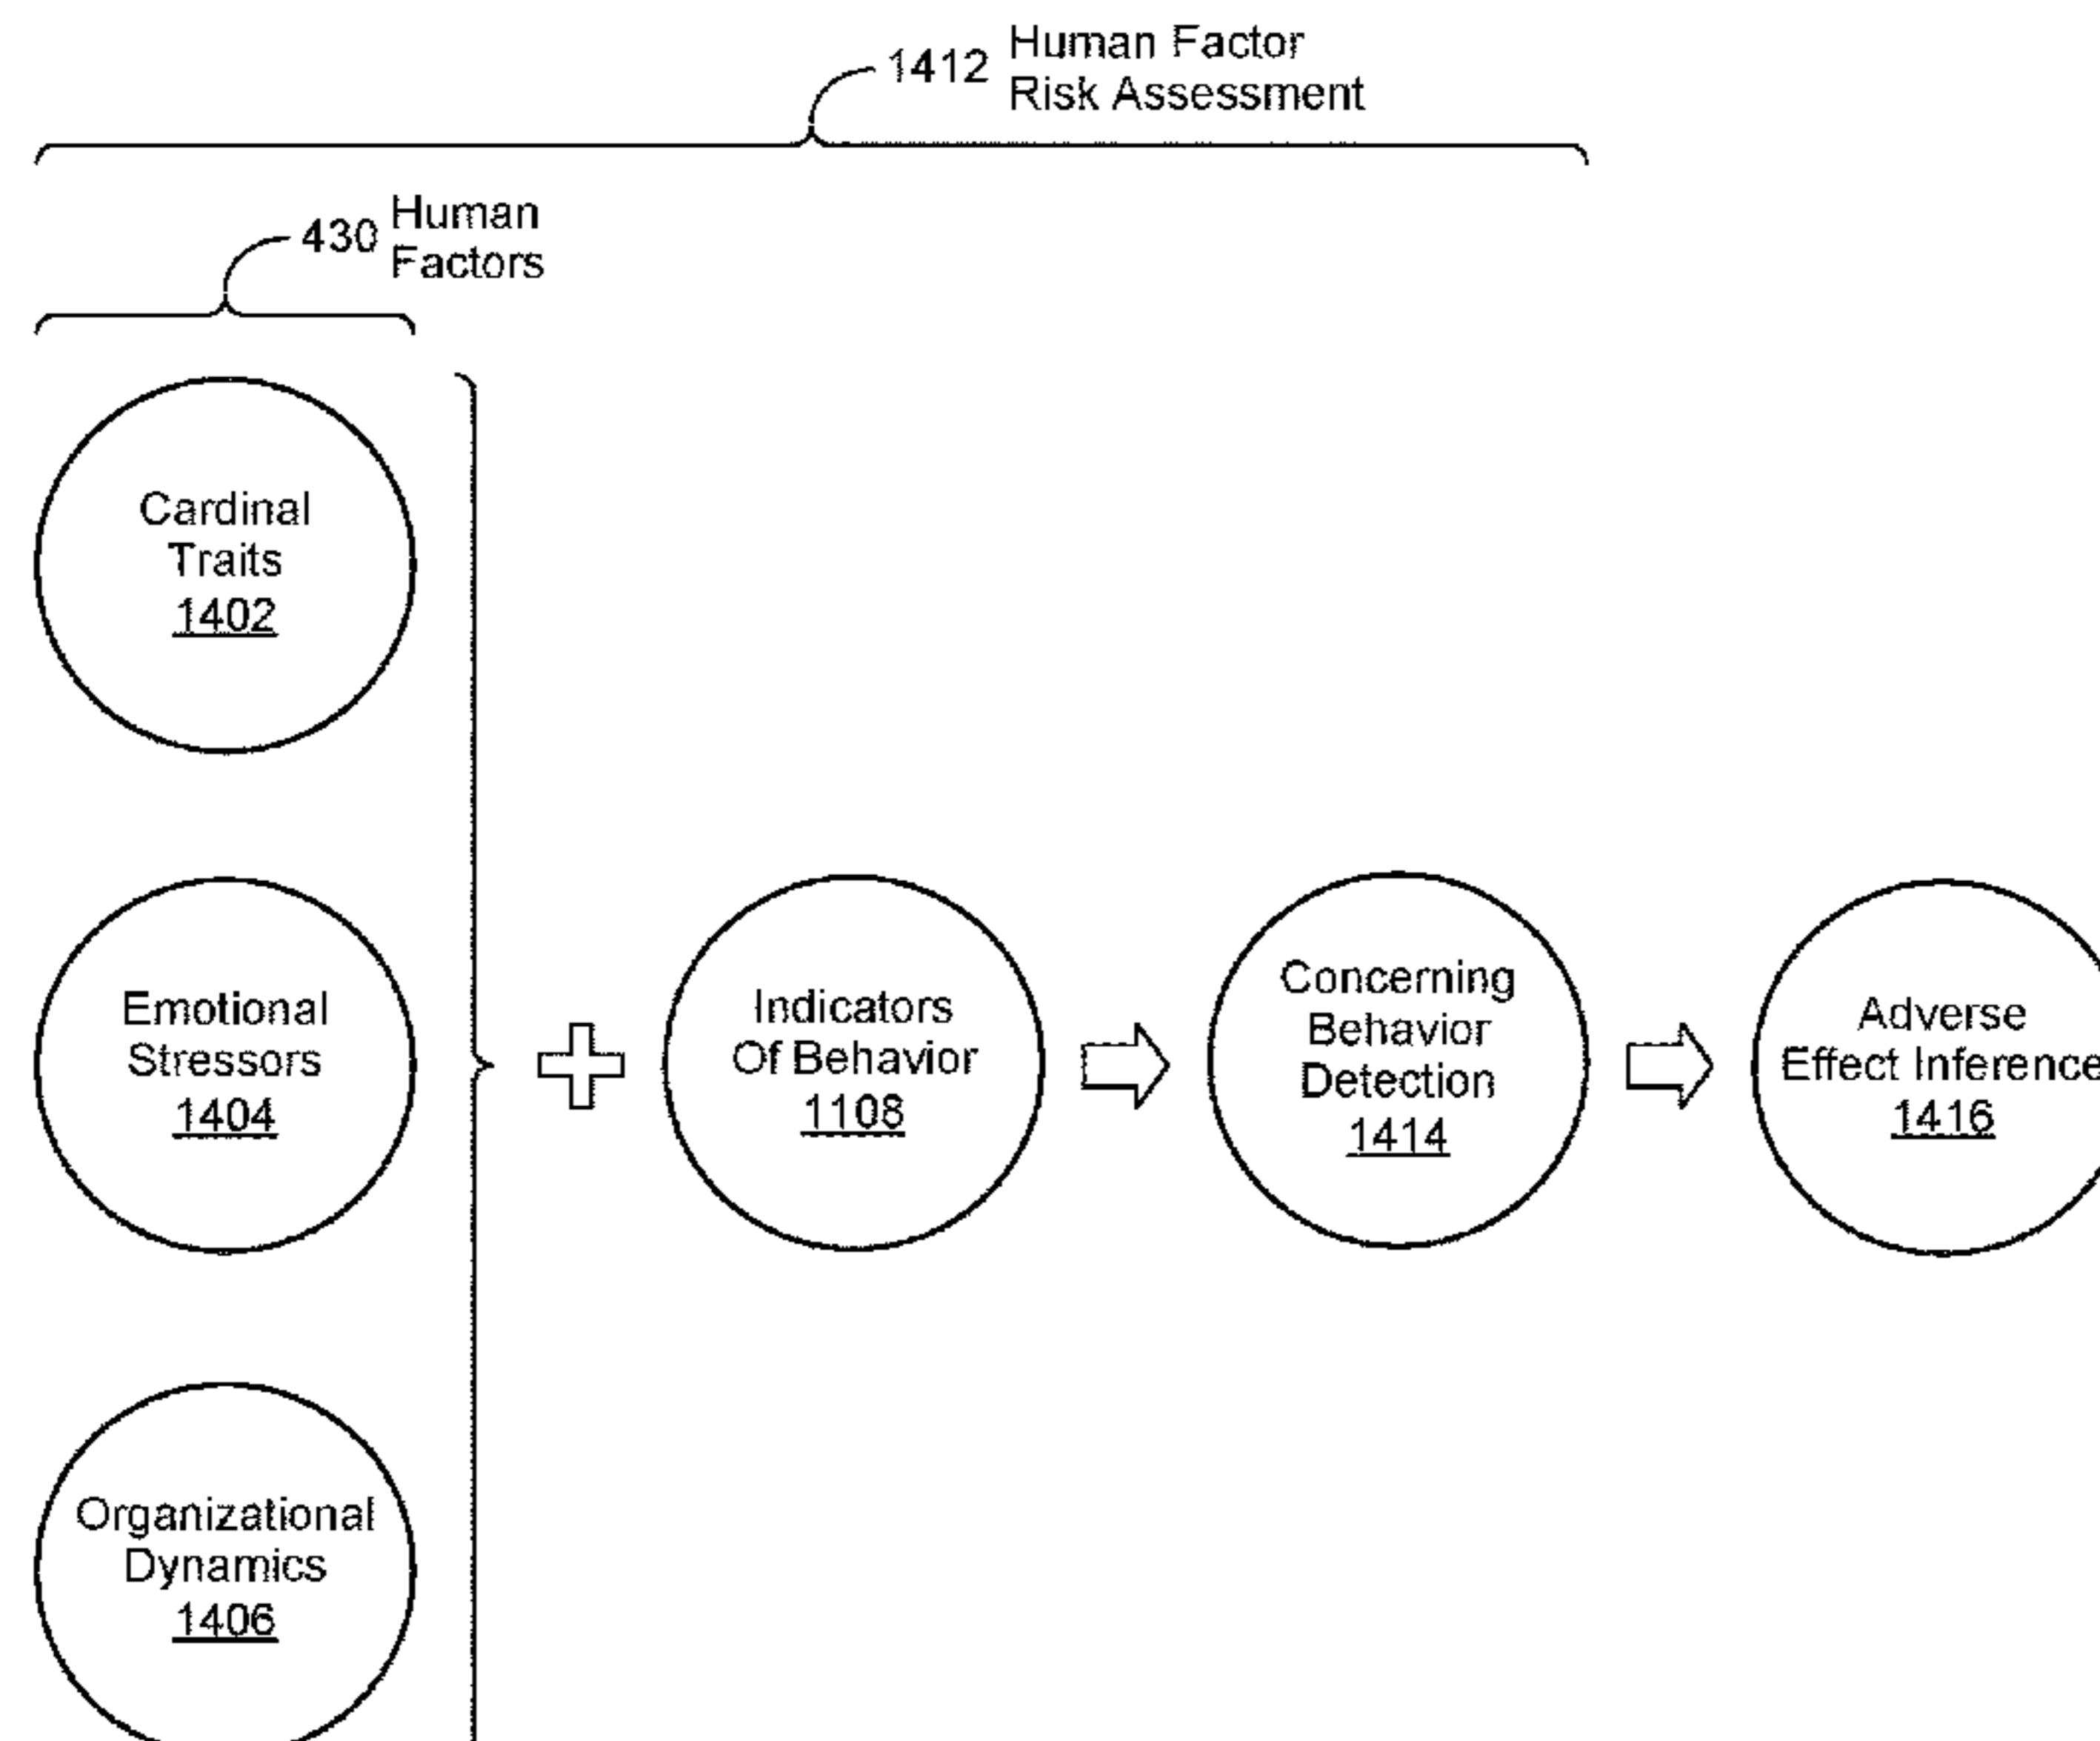 1412 Human Factor
Risk Assessment
430 Human
Factors
Cardinal
Traits
1402
Emotional
Stressors
1404
Indicators
Of Behavior
1108
Concerning
Behavior
Detection
1414
Adverse
Effect Inference
1416
Organizational
Dynamics
1406